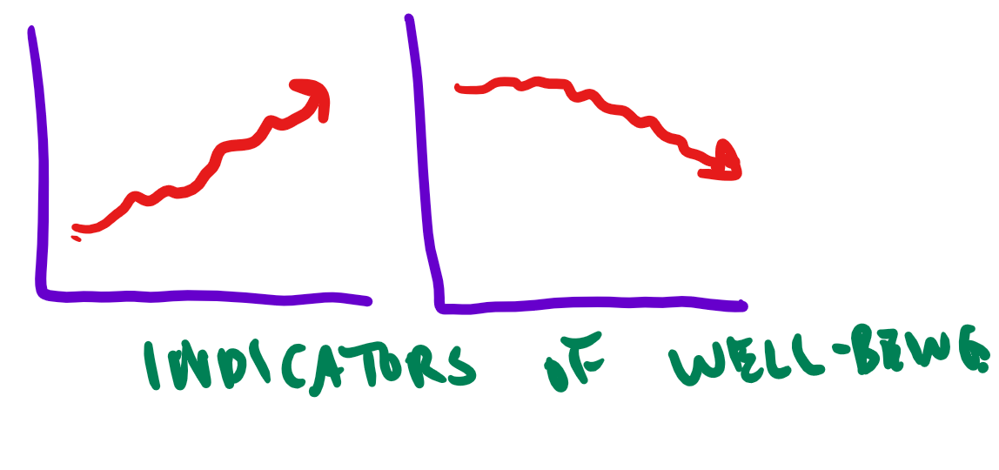 INDICATORS OF WELL-BEING